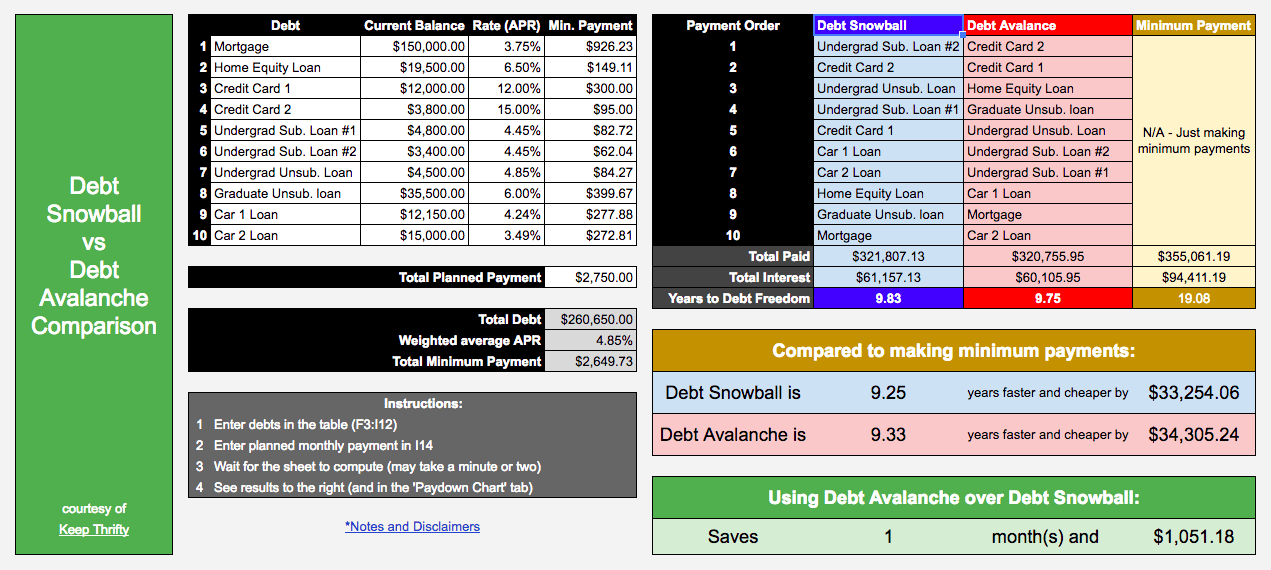 Debt
Snowball
vs
Debt
Avalanche
Comparison
courtesy of
Keep Thrifty
Debt Current Balance Rate (APR) Min. Payment
1 Mortgage $150,000.00 3.75% $926.23
2 Home Equity Loan $19,500.00 6.50% $149.11
3 Credit Card 1 $12,000.00 12.00% $300.00
4 Credit Card 2 $3,800.00 15.00% $95.00
5 Undergrad Sub. Loan #1 $4,800.00 4.45% $82.72
6 Undergrad Sub. Loan #2 $3,400.00 4.45% $62.04
7 Undergrad Unsub. Loan $4,500.00 4.85% $84.27
8 Graduate Unsub. loan $35,500.00 6.00% $399.67
9 Car 1 Loan $12,150.00 4.24% $277.88
10 Car 2 Loan $15,000.00 3.49% $272.81
Total Planned Payment $2,750.00
Total Debt $260,650.00
Weighted average APR 4.85%
Total Minimum Payment $2,649.73
Instructions:
1 Enter debts in the table (F3:I12)
2 Enter planned monthly payment in I14
3 Wait for the sheet to compute (may take a minute or two)
4 See results to the right (and in the 'Paydown Chart' tab)
*Notes and Disclaimers
Payment Order Debt Snowball Debt Avalance Minimum Payment
1 Undergrad Sub. Loan #2 Credit Card 2
2 Credit Card 2 Credit Card 1
3 Undergrad Unsub. Loan Home Equity Loan
4 Undergrad Sub. Loan #1 Graduate Unsub. loan
5 Credit Card 1 Undergrad Unsub. Loan
6 Car 1 Loan Undergrad Sub. Loan #2
7 Car 2 Loan Undergrad Sub. Loan #1
8 Home Equity Loan Car 1 Loan
9 Graduate Unsub. loan Mortgage
10 Mortgage Car 2 Loan
N/A - Just making
minimum payments
Total Paid $321,807.13 $320,755.95 $355,061.19
Total Interest $61,157.13 $60,105.95 $94,411.19
Years to Debt Freedom 9.83 9.75 19.08
Compared to making minimum payments:
Debt Snowball is 9.25 years faster and cheaper by $33,254.06
Debt Avalanche is 9.33 years faster and cheaper by $34,305.24
Using Debt Avalanche over Debt Snowball:
Saves 1 month(s) and $1,051.18